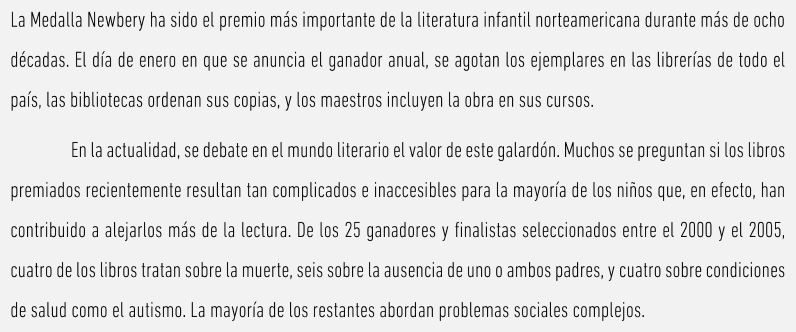 La Medalla Newbery ha sido el premio más importante de la literatura infantil norteamericana durante más de ocho
décadas. El día de enero en que se anuncia el ganador anual, se agotan los ejemplares en las librerías de todo el
país, las bibliotecas ordenan sus copias, y los maestros incluyen la obra en sus cursos.
En la actualidad, se debate en el mundo literario el valor de este galardón. Muchos se preguntan si los libros
premiados recientemente resultan tan complicados e inaccesibles para la mayoría de los niños que, en efecto, han
contribuido a alejarlos más de la lectura. De los 25 ganadores y finalistas seleccionados entre el 2000 y el 2005,
cuatro de los libros tratan sobre la muerte, seis sobre la ausencia de uno o ambos padres, y cuatro sobre condiciones
de salud como el autismo. La mayoría de los restantes abordan problemas sociales complejos.